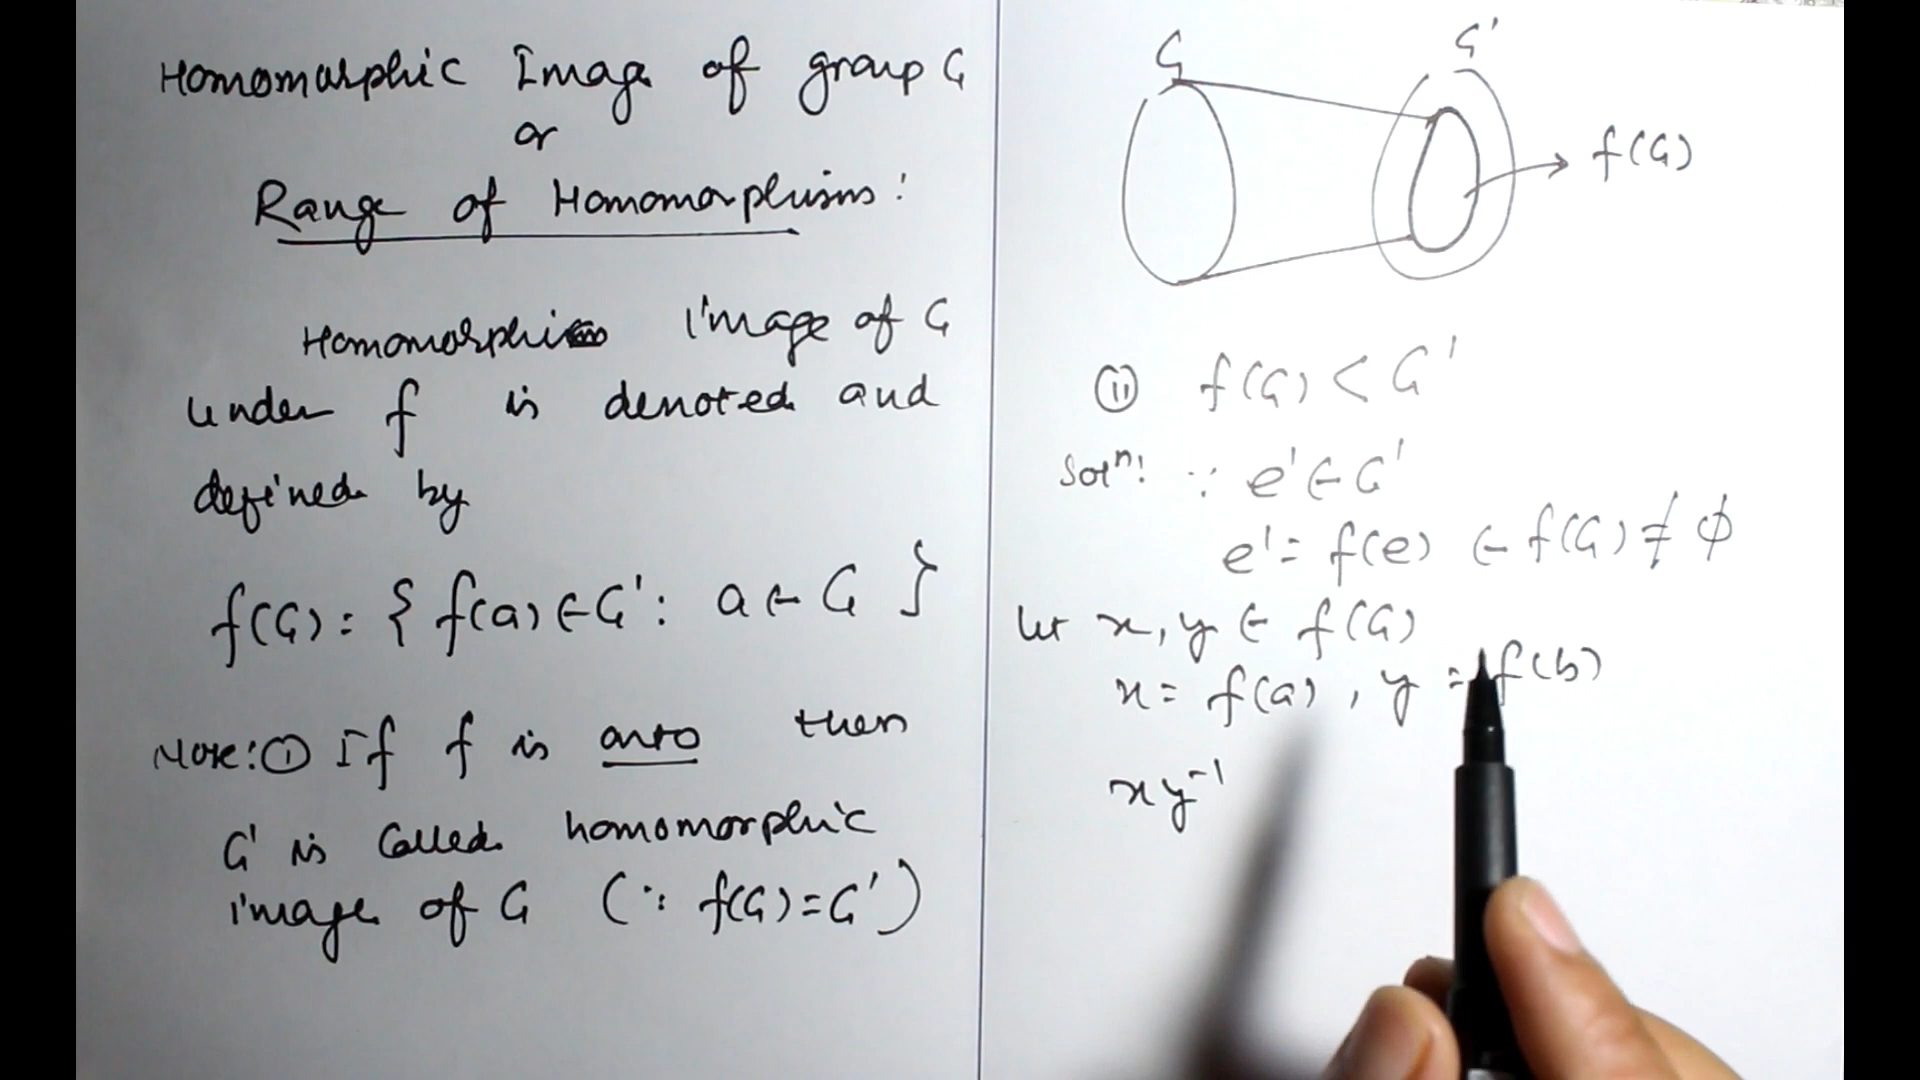 Homomorphic Image of group G
or
Range of Homomorphism:
Homomorphic Image of G
under f is denoted and
defined by
f(G) = { f(a) ∈ G' : a ∈ G }
Note: ① If f is onto then
G' is Called homomorphic
image of G (∵ f(G) = G')
G G'
f(G)
ⓘⓘ f(G) < G'
Solⁿ: ∵ e' ∈ G'
e' = f(e) ∈ f(G) ≠ ϕ
let x, y ∈ f(G)
x = f(a), y = f(b)
xy⁻¹